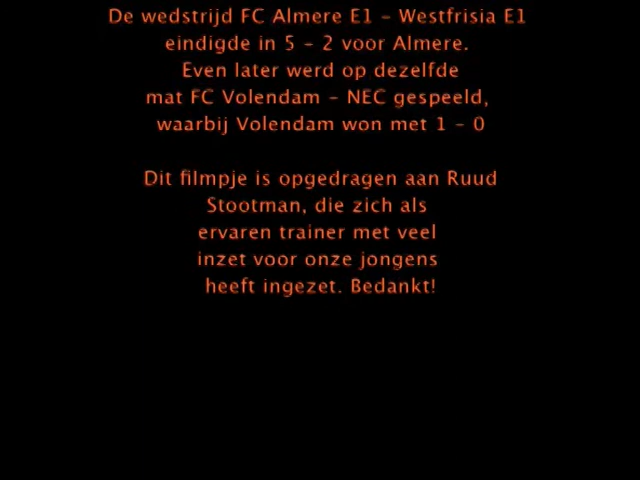 De wedstrijd FC Almere E1 - Westfrisia E1
eindigde in 5 - 2 voor Almere.
Even later werd op dezelfde
mat FC Volendam - NEC gespeeld,
waarbij Volendam won met 1 - 0
Dit filmpje is opgedragen aan Ruud
Stootman, die zich als
ervaren trainer met veel
inzet voor onze jongens
heeft ingezet. Bedankt!